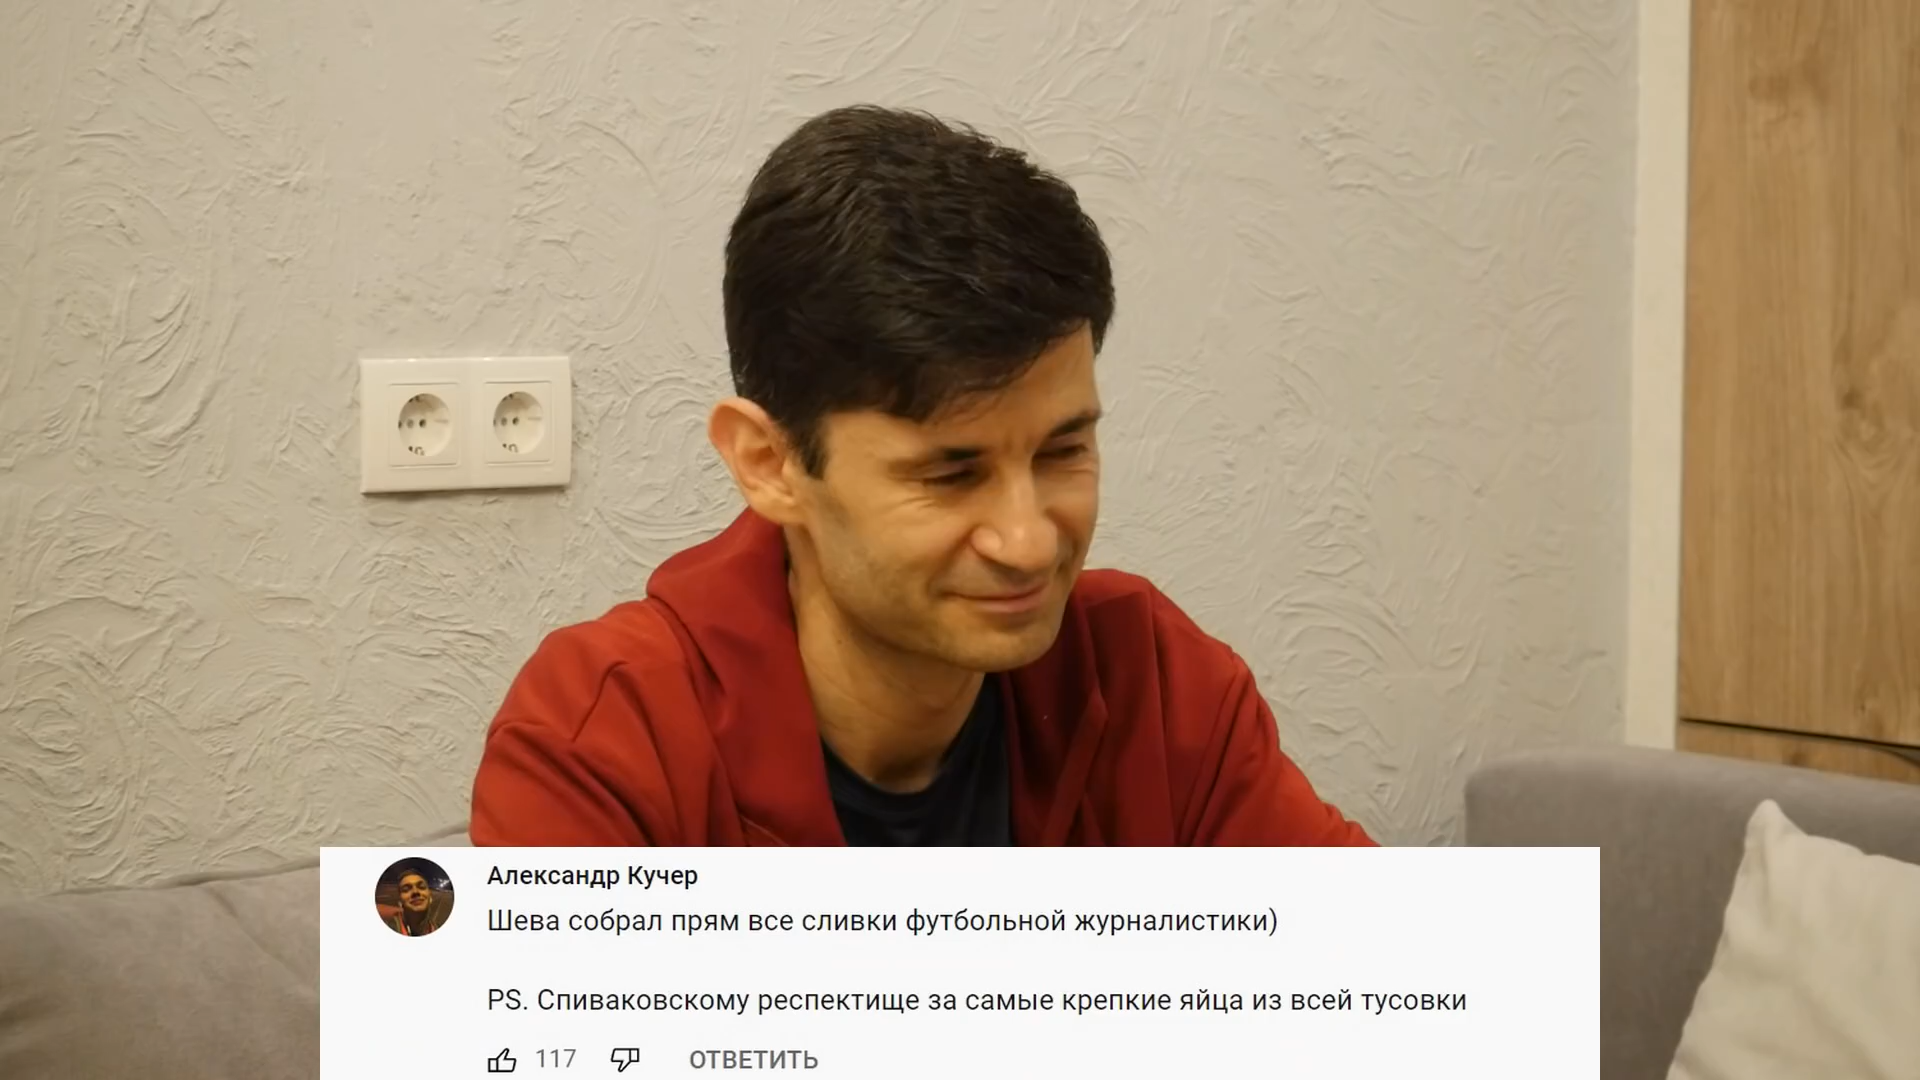 Александр Кучер
Шева собрал прям все сливки футбольной журналистики)
PS. Спиваковскому респектище за самые крепкие яйца из всей тусовки
117
ОТВЕТИТЬ